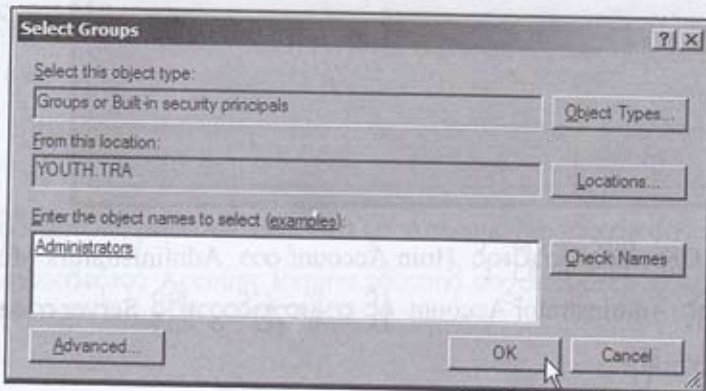 Select Groups
Select this object type:
Groups or Built-in security principals
Object Types...
From this location:
YOUTH.TRA
Locations...
Enter the object names to select (examples):
Administrators
Check Names
Advanced...
OK
Cancel